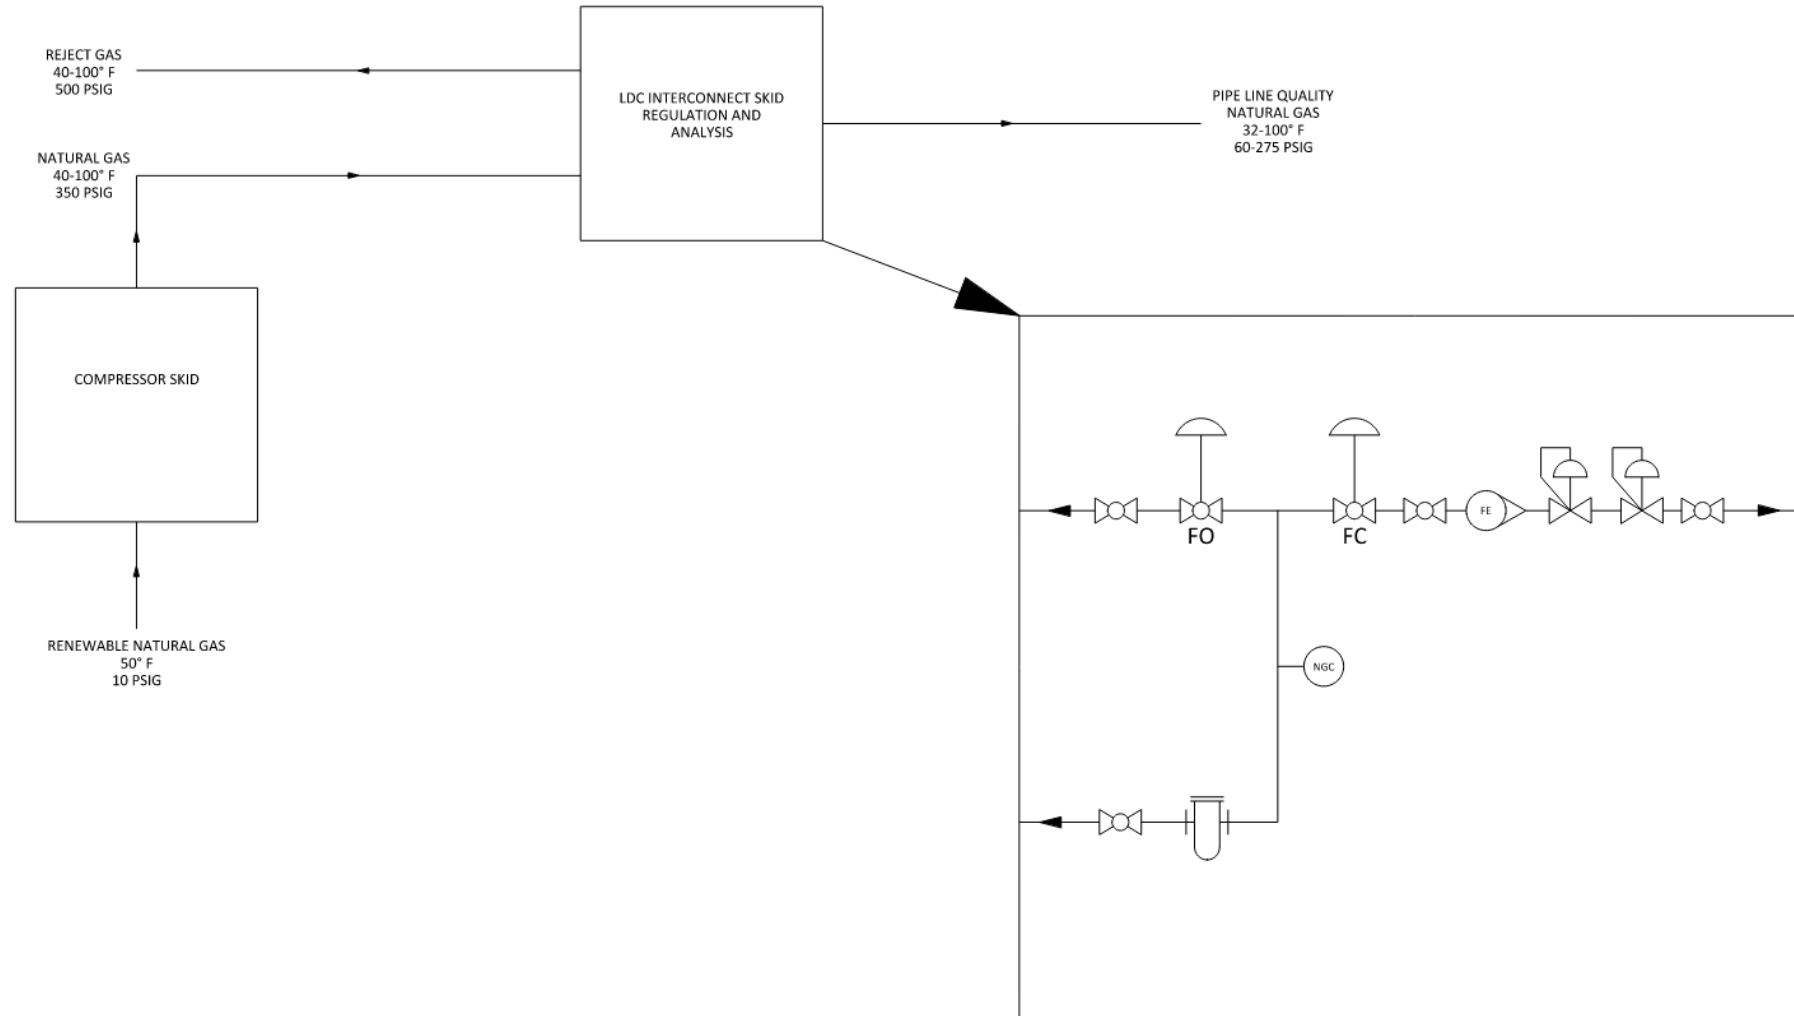 REJECT GAS
40-100° F
500 PSIG
NATURAL GAS
40-100° F
350 PSIG
LDC INTERCONNECT SKID
REGULATION AND
ANALYSIS
PIPE LINE QUALITY
NATURAL GAS
32-100° F
60-275 PSIG
COMPRESSOR SKID
RENEWABLE NATURAL GAS
50° F
10 PSIG
FO
FC
FE
NGC